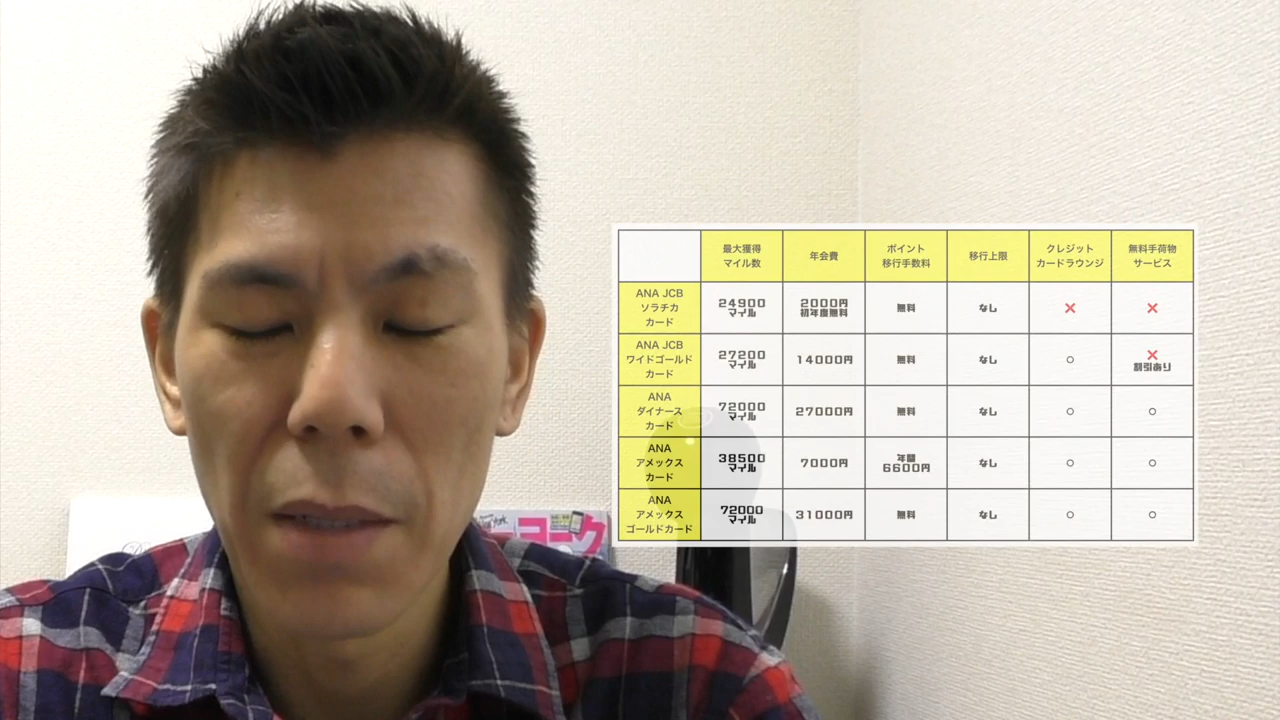 最大獲得
マイル数
年会費
ポイント
移行手数料
移行上限
クレジット
カードラウンジ
無料手荷物
サービス
ANA JCB
ソラチカ
カード
24900
マイル
2000円
初年度無料
無料
なし
×
×
ANA JCB
ワイドゴールド
カード
27200
マイル
14000円
無料
なし
○
×
割引あり
ANA
ダイナース
カード
72000
マイル
27000円
無料
なし
○
○
ANA
アメックス
カード
38500
マイル
7000円
年間
6600円
なし
○
○
ANA
アメックス
ゴールドカード
72000
マイル
31000円
無料
なし
○
○